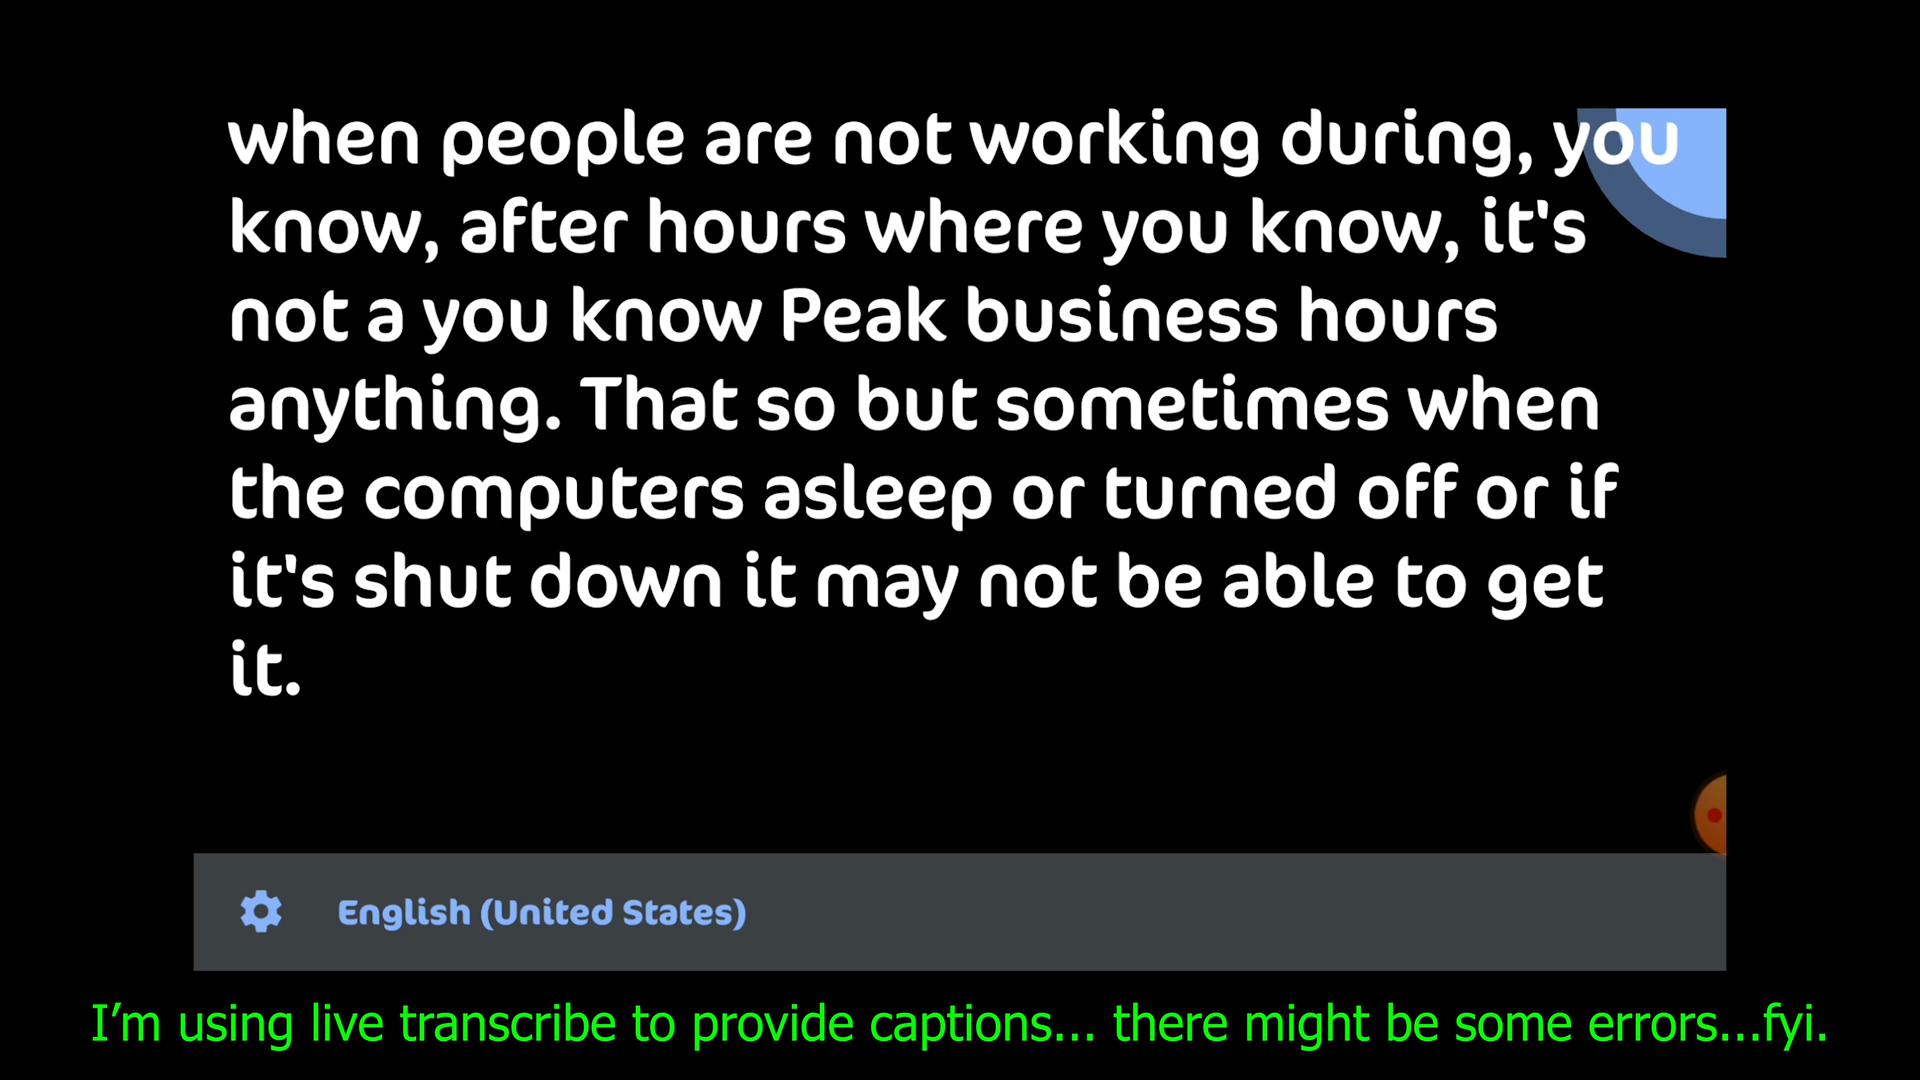 when people are not working during, you
know, after hours where you know, it's
not a you know Peak business hours
anything. That so but sometimes when
the computers asleep or turned off or if
it's shut down it may not be able to get
it.
English (United States)
I’m using live transcribe to provide captions... there might be some errors...fyi.